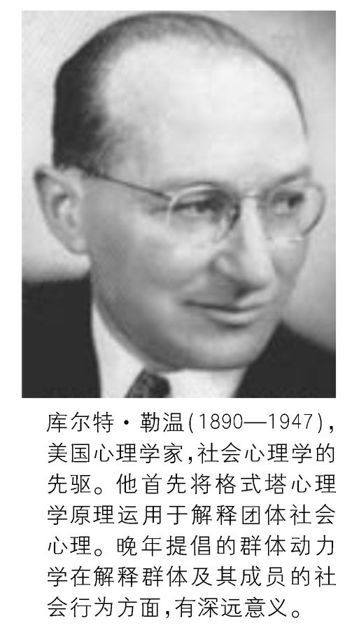 库尔特·勒温(1890—1947),
美国心理学家,社会心理学的
先驱。他首先将格式塔心理
学原理运用于解释团体社会
心理。晚年提倡的群体动力
学在解释群体及其成员的社
会行为方面,有深远意义。